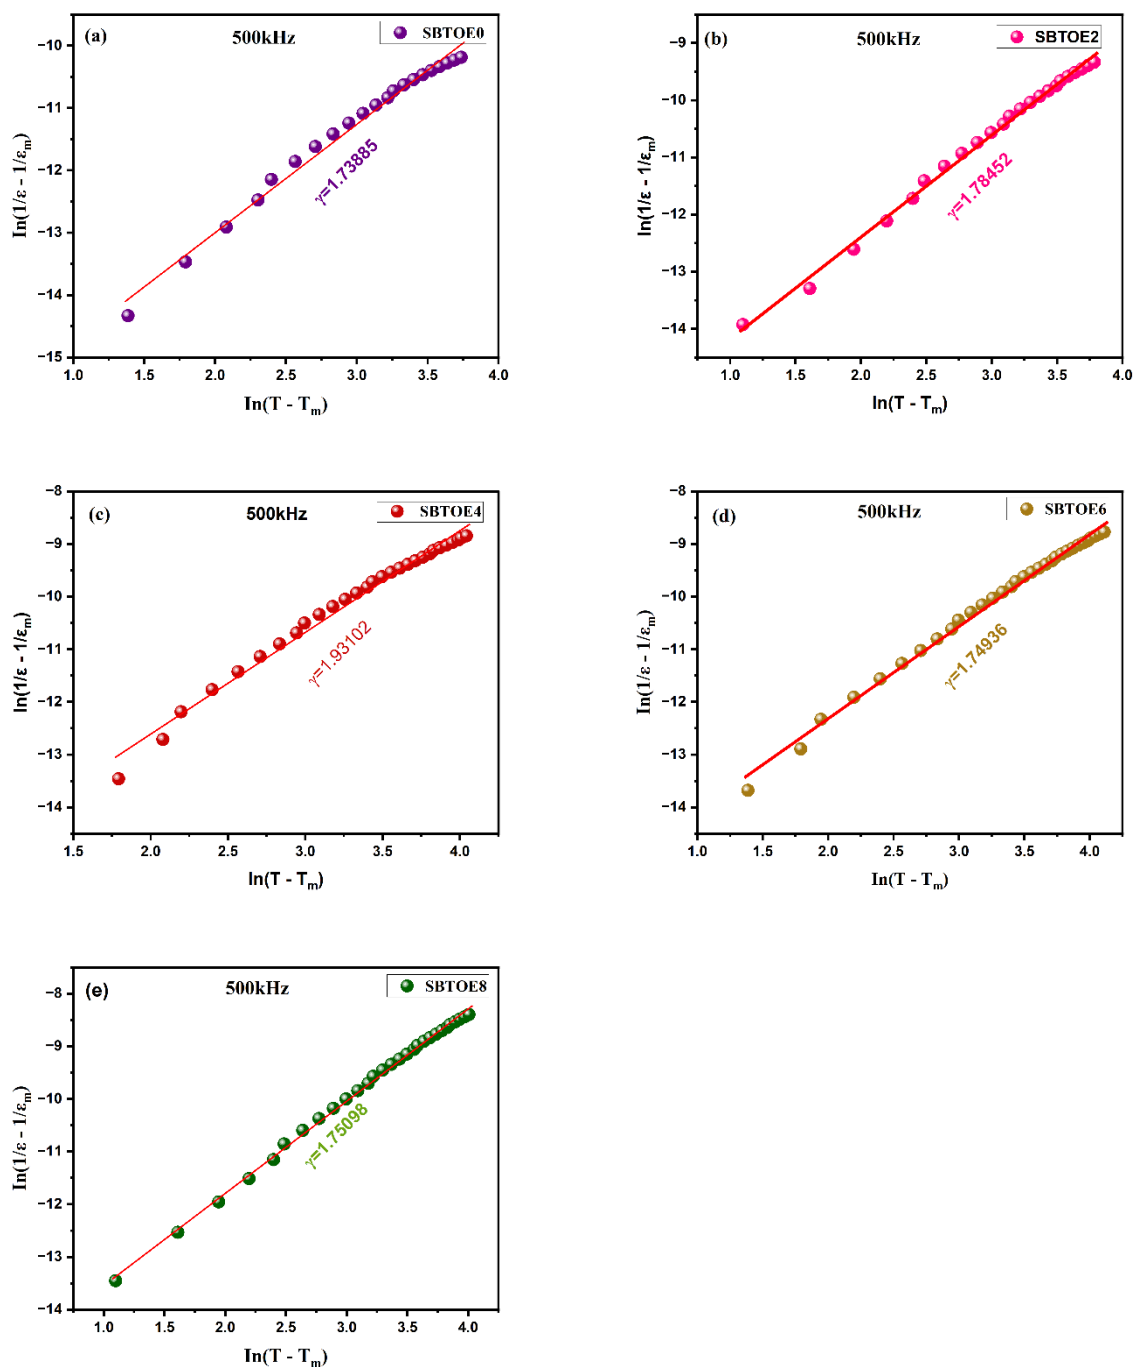 (a)
500kHz
SBTOE0
−10
−11
−12
−13
−14
−15
ln(1/ε - 1/εm)
γ=1.73885
1.0 1.5 2.0 2.5 3.0 3.5 4.0
ln(T - Tm)
(b)
500kHz
SBTOE2
−9
−10
−11
−12
−13
−14
ln(1/ε - 1/εm)
γ=1.78452
1.0 1.5 2.0 2.5 3.0 3.5 4.0
ln(T - Tm)
(c)
500kHz
SBTOE4
−8
−9
−10
−11
−12
−13
−14
ln(1/ε - 1/εm)
γ=1.93102
1.5 2.0 2.5 3.0 3.5 4.0
ln(T - Tm)
(d)
500kHz
SBTOE6
−8
−9
−10
−11
−12
−13
−14
ln(1/ε - 1/εm)
γ=1.74936
1.0 1.5 2.0 2.5 3.0 3.5 4.0
ln(T - Tm)
(e)
500kHz
SBTOE8
−8
−9
−10
−11
−12
−13
−14
ln(1/ε - 1/εm)
γ=1.75098
1.0 1.5 2.0 2.5 3.0 3.5 4.0
ln(T - Tm)